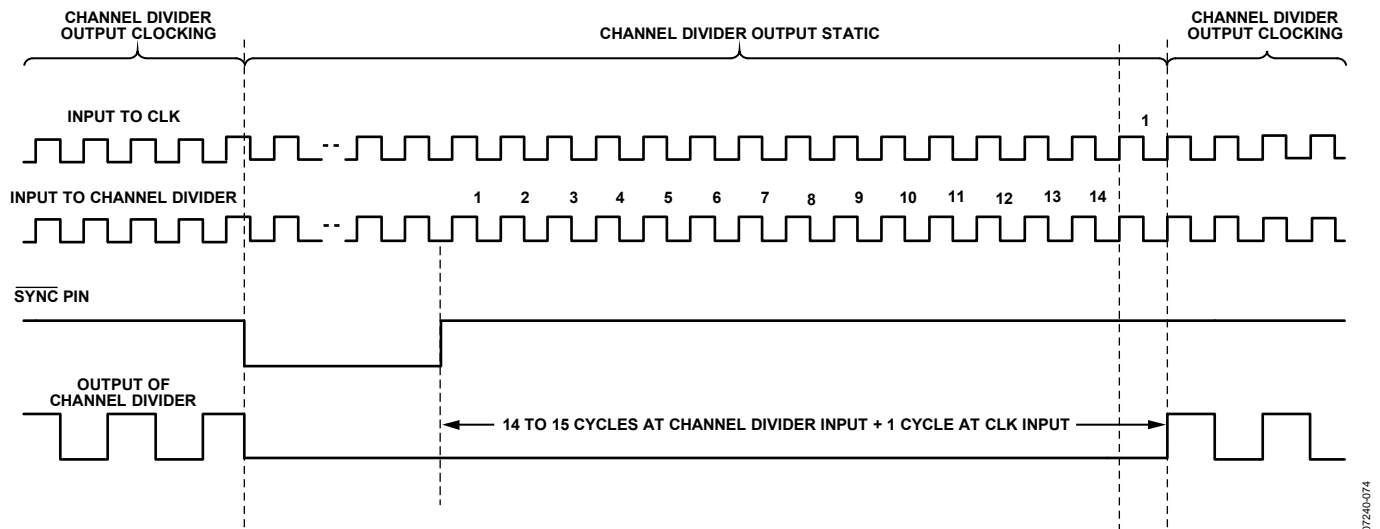 CHANNEL DIVIDER
OUTPUT CLOCKING
CHANNEL DIVIDER OUTPUT STATIC
CHANNEL DIVIDER
OUTPUT CLOCKING
INPUT TO CLK
1
INPUT TO CHANNEL DIVIDER
1 2 3 4 5 6 7 8 9 10 11 12 13 14
SYNC PIN
OUTPUT OF
CHANNEL DIVIDER
14 TO 15 CYCLES AT CHANNEL DIVIDER INPUT + 1 CYCLE AT CLK INPUT
07240-074